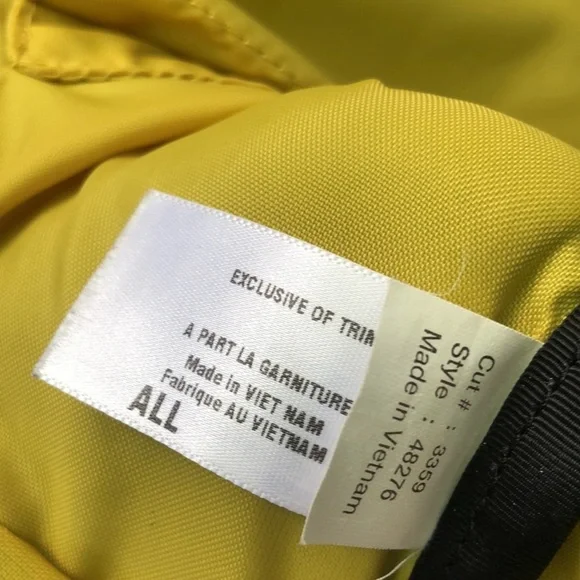 EXCLUSIVE OF TRIM
A PART LA GARNITURE
Made in VIET NAM
Fabrique AU VIETNAM
ALL
Cut # : 3359
Style : 48276
Made in Vietnam